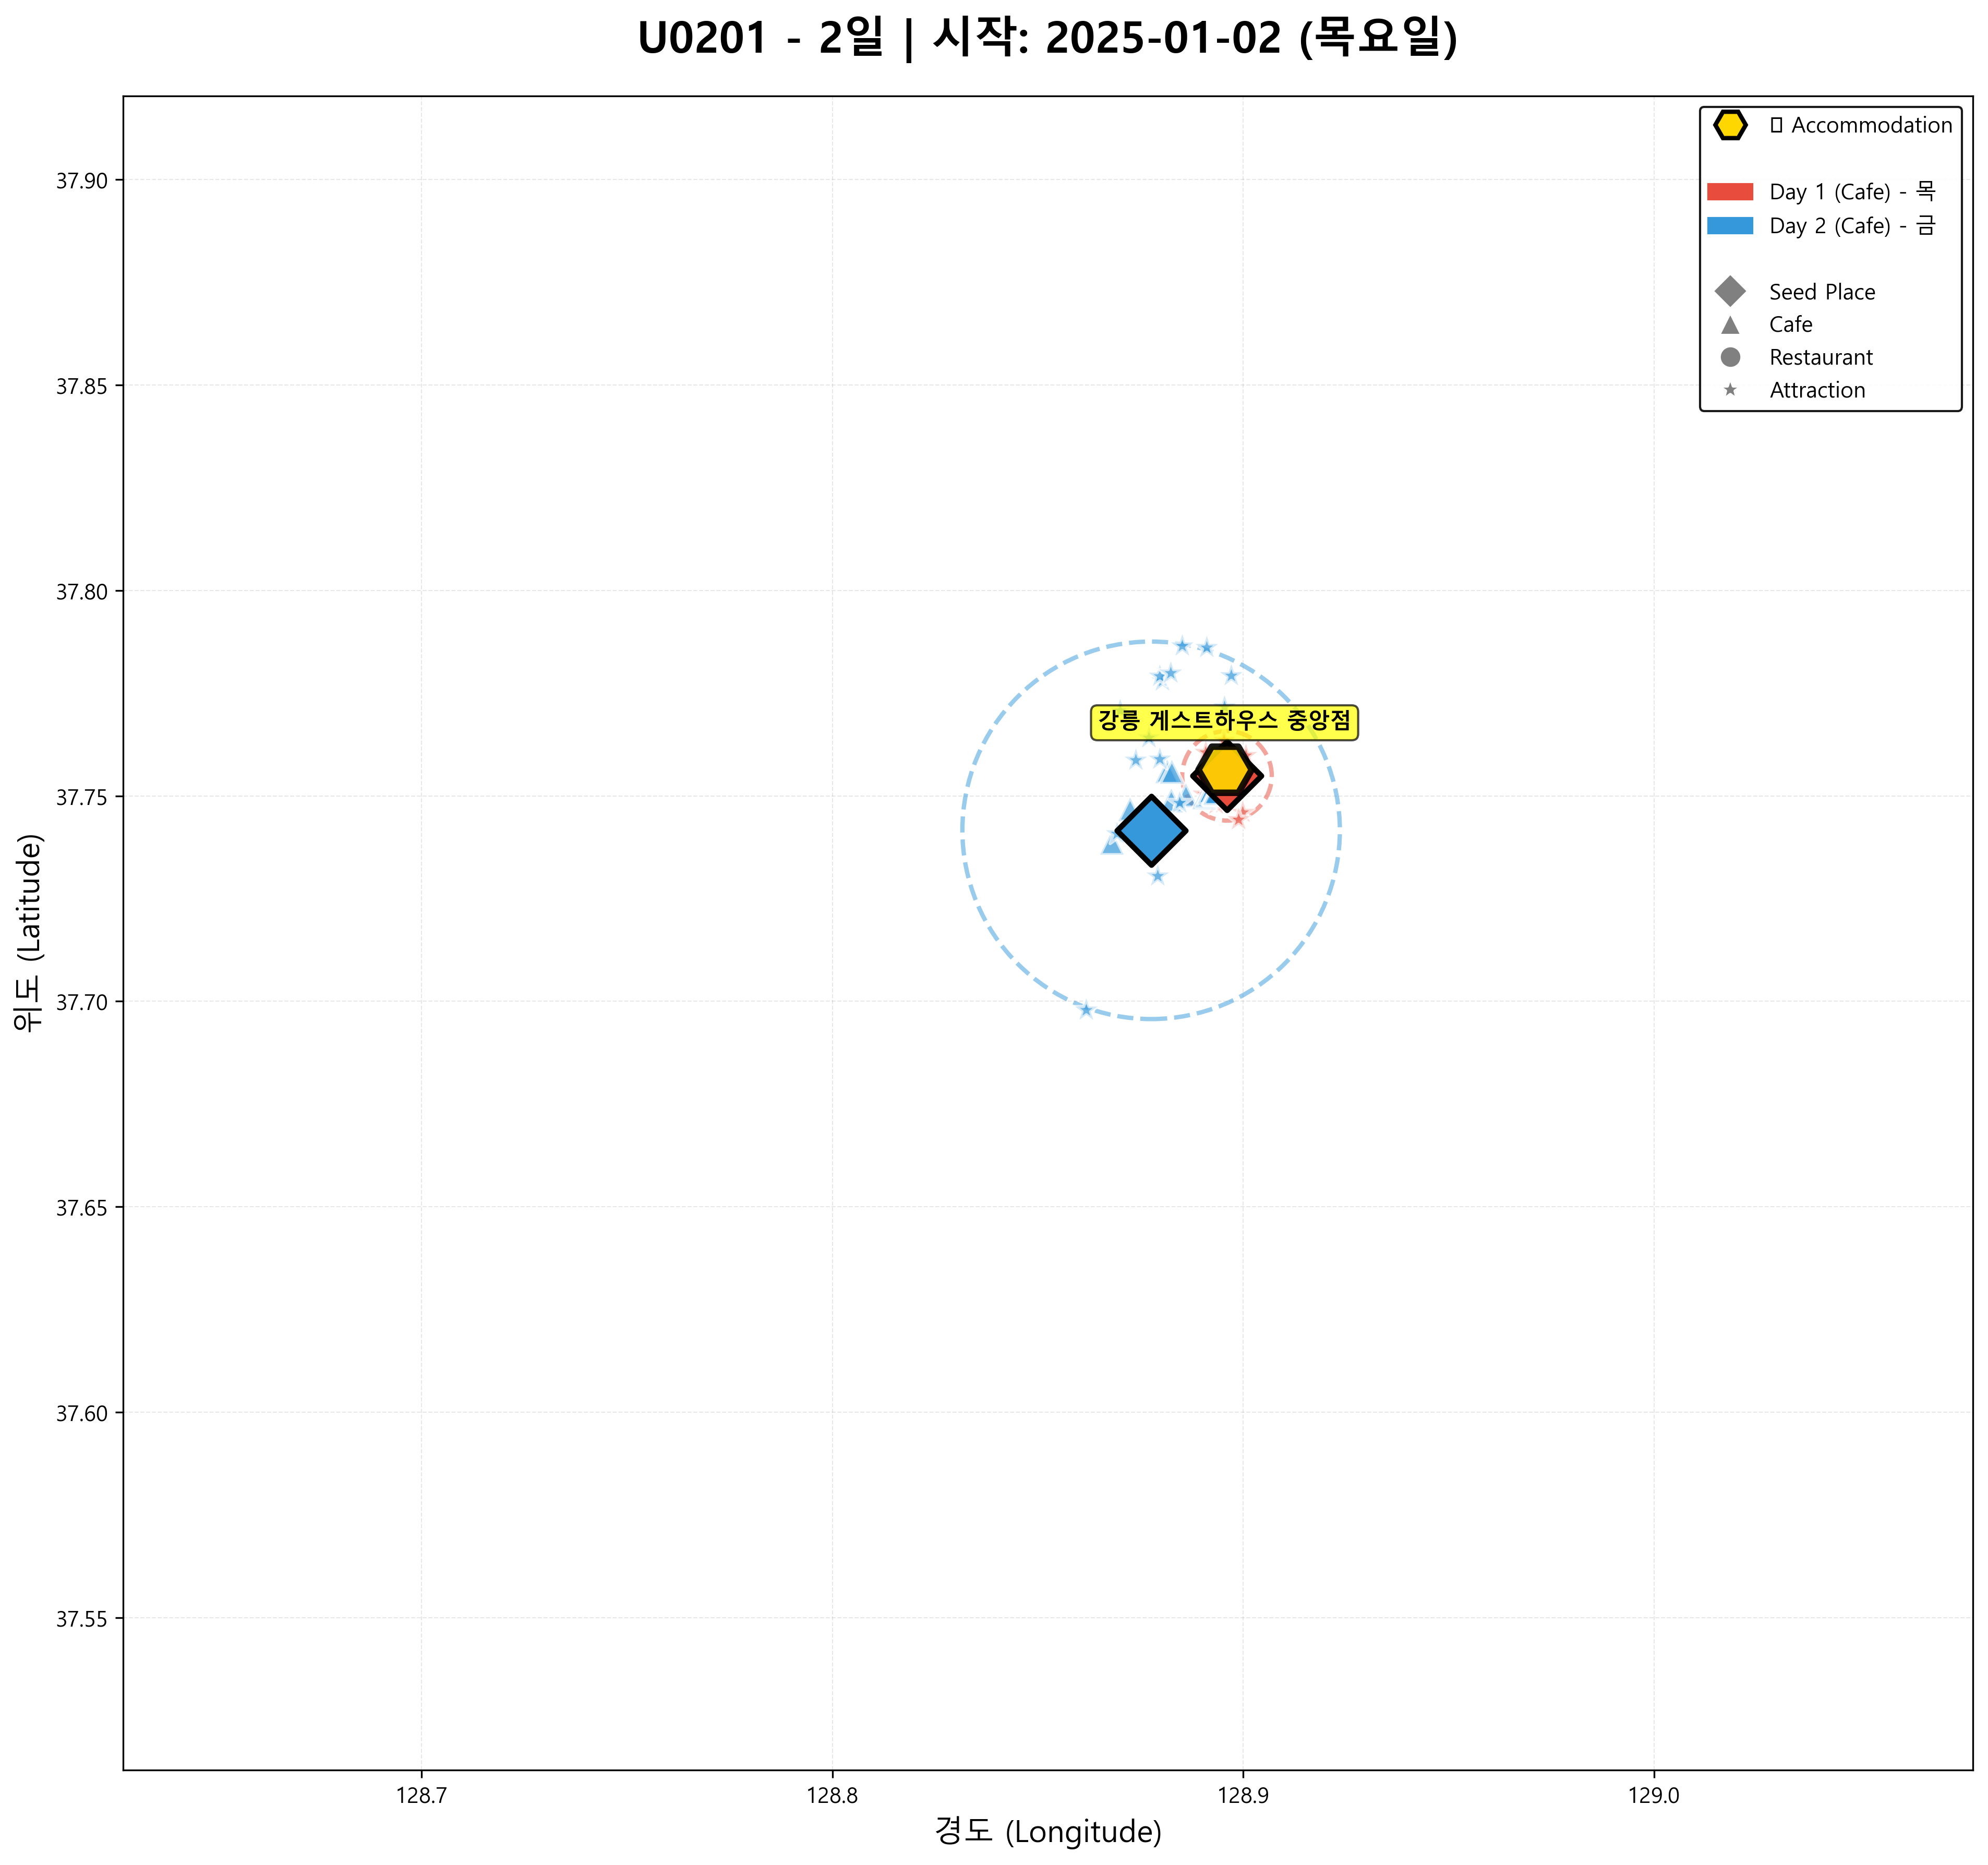 U0201 - 2일 | 시작: 2025-01-02 (목요일)
□ Accommodation
Day 1 (Cafe) - 목
Day 2 (Cafe) - 금
Seed Place
Cafe
Restaurant
Attraction
강릉 게스트하우스 중앙점
위도 (Latitude)
37.90
37.85
37.80
37.75
37.70
37.65
37.60
37.55
128.7
128.8
128.9
129.0
경도 (Longitude)